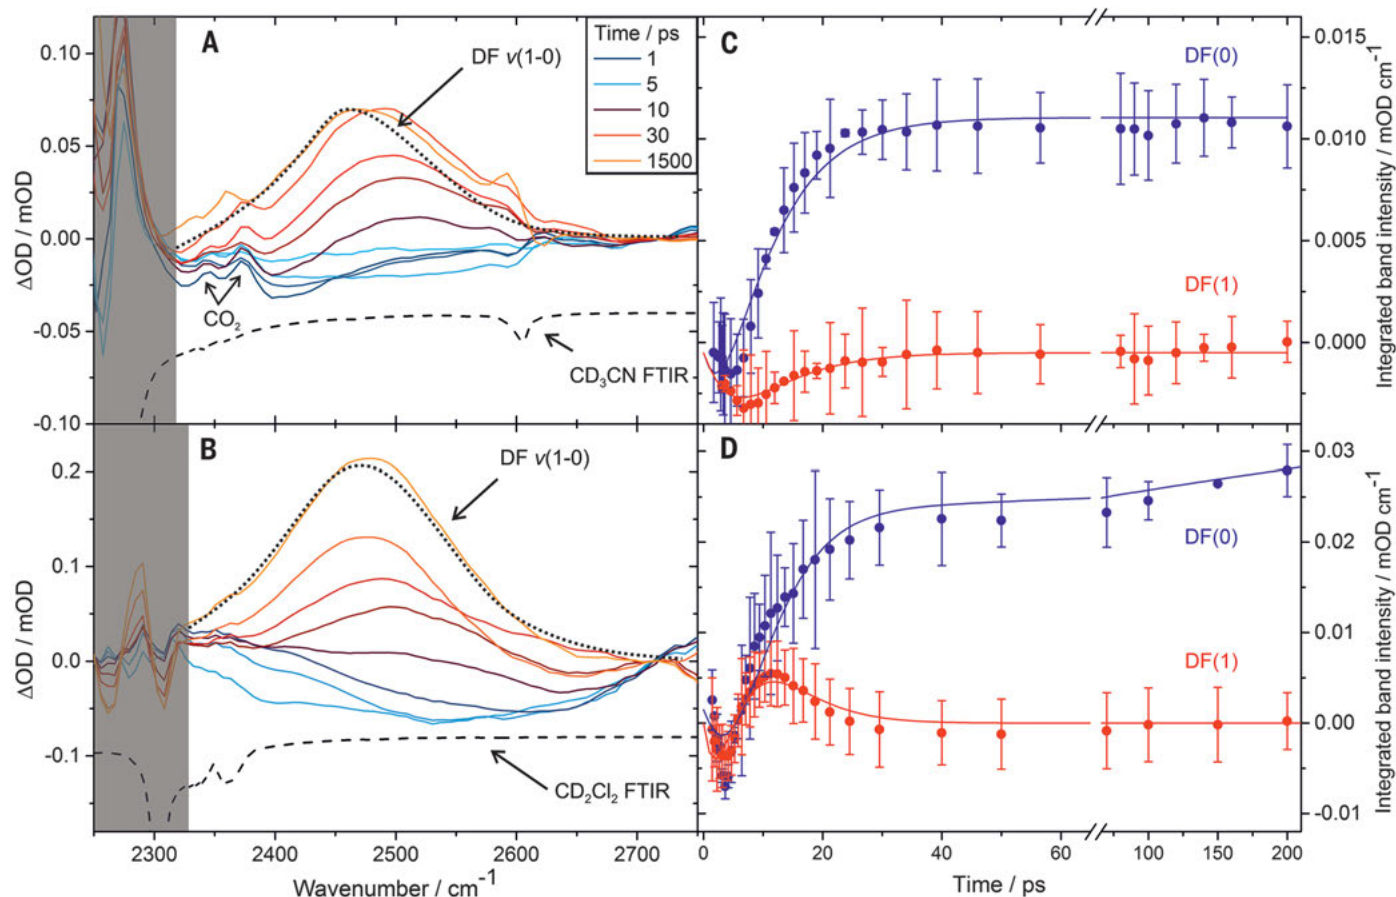 A
Time / ps
1
5
10
30
1500
DF v(1-0)
CO2
CD3CN FTIR
0.10
0.05
0.00
-0.05
-0.10
ΔOD / mOD
C
DF(0)
DF(1)
0.015
0.010
0.005
0.000
Integrated band intensity / mOD cm-1
B
DF v(1-0)
CD2Cl2 FTIR
0.2
0.1
0.0
-0.1
ΔOD / mOD
2300 2400 2500 2600 2700
Wavenumber / cm-1
D
DF(0)
DF(1)
0.03
0.02
0.01
0.00
-0.01
Integrated band intensity / mOD cm-1
0 20 40 60 100 150 200
Time / ps